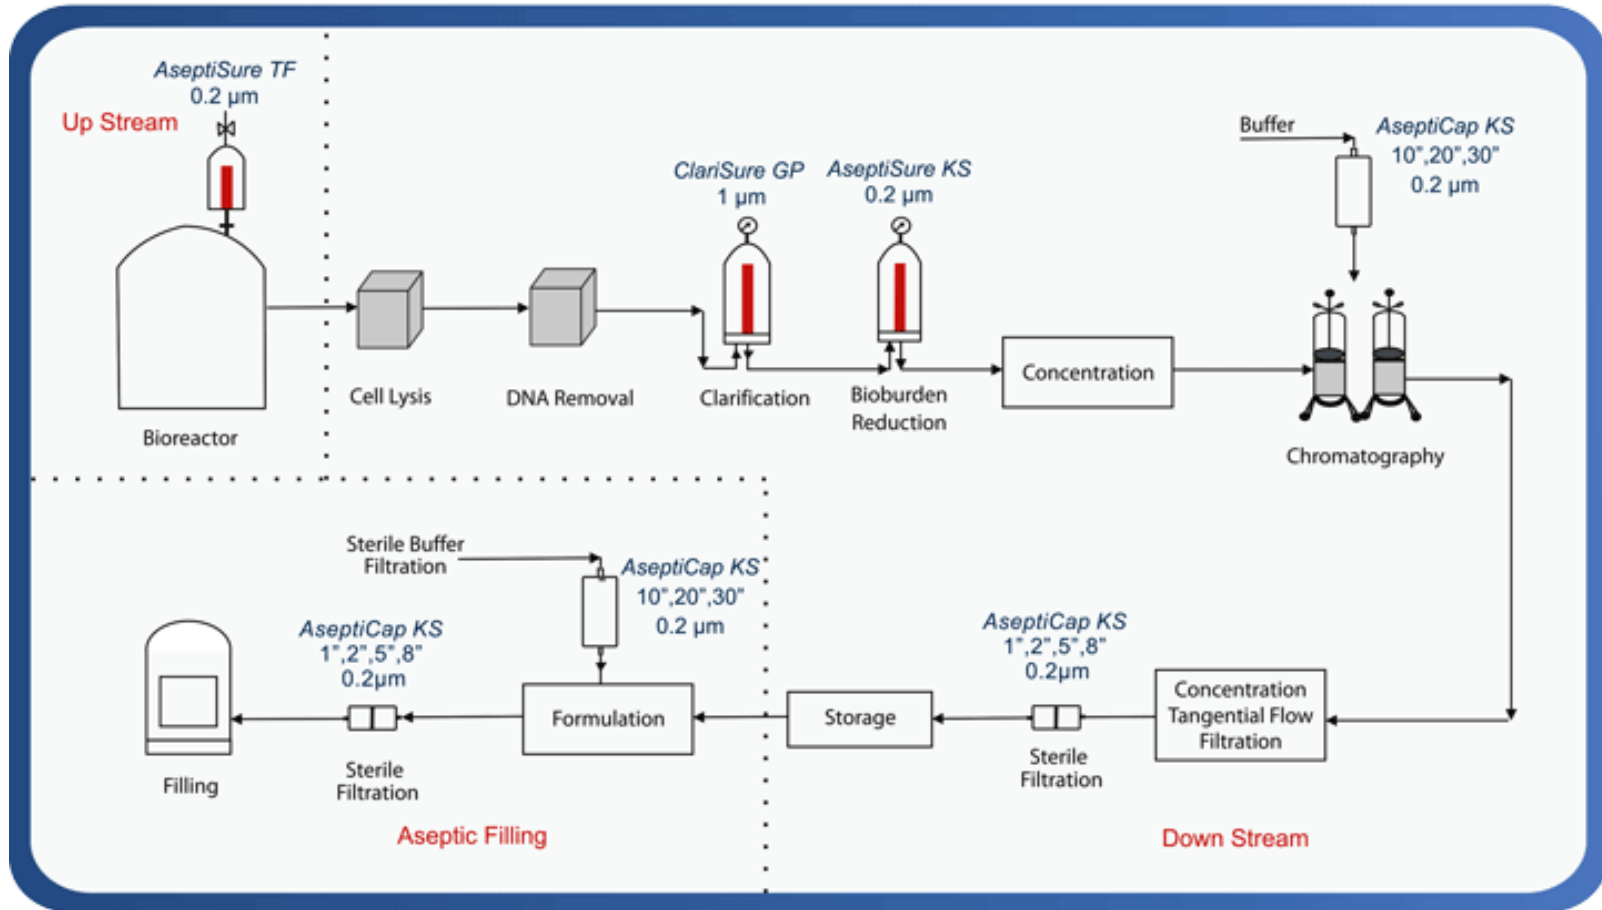 AseptiSure TF
0.2 µm
Up Stream
Bioreactor
Cell Lysis
DNA Removal
ClariSure GP
1 µm
Clarification
AseptiSure KS
0.2 µm
Bioburden
Reduction
Concentration
Buffer
AseptiCap KS
10”,20”,30”
0.2 µm
Chromatography
Concentration
Tangential Flow
Filtration
AseptiCap KS
1”,2”,5”,8”
0.2µm
Sterile
Filtration
Storage
Down Stream
Sterile Buffer
Filtration
AseptiCap KS
10”,20”,30”
0.2 µm
Formulation
AseptiCap KS
1”,2”,5”,8”
0.2µm
Sterile
Filtration
Filling
Aseptic Filling